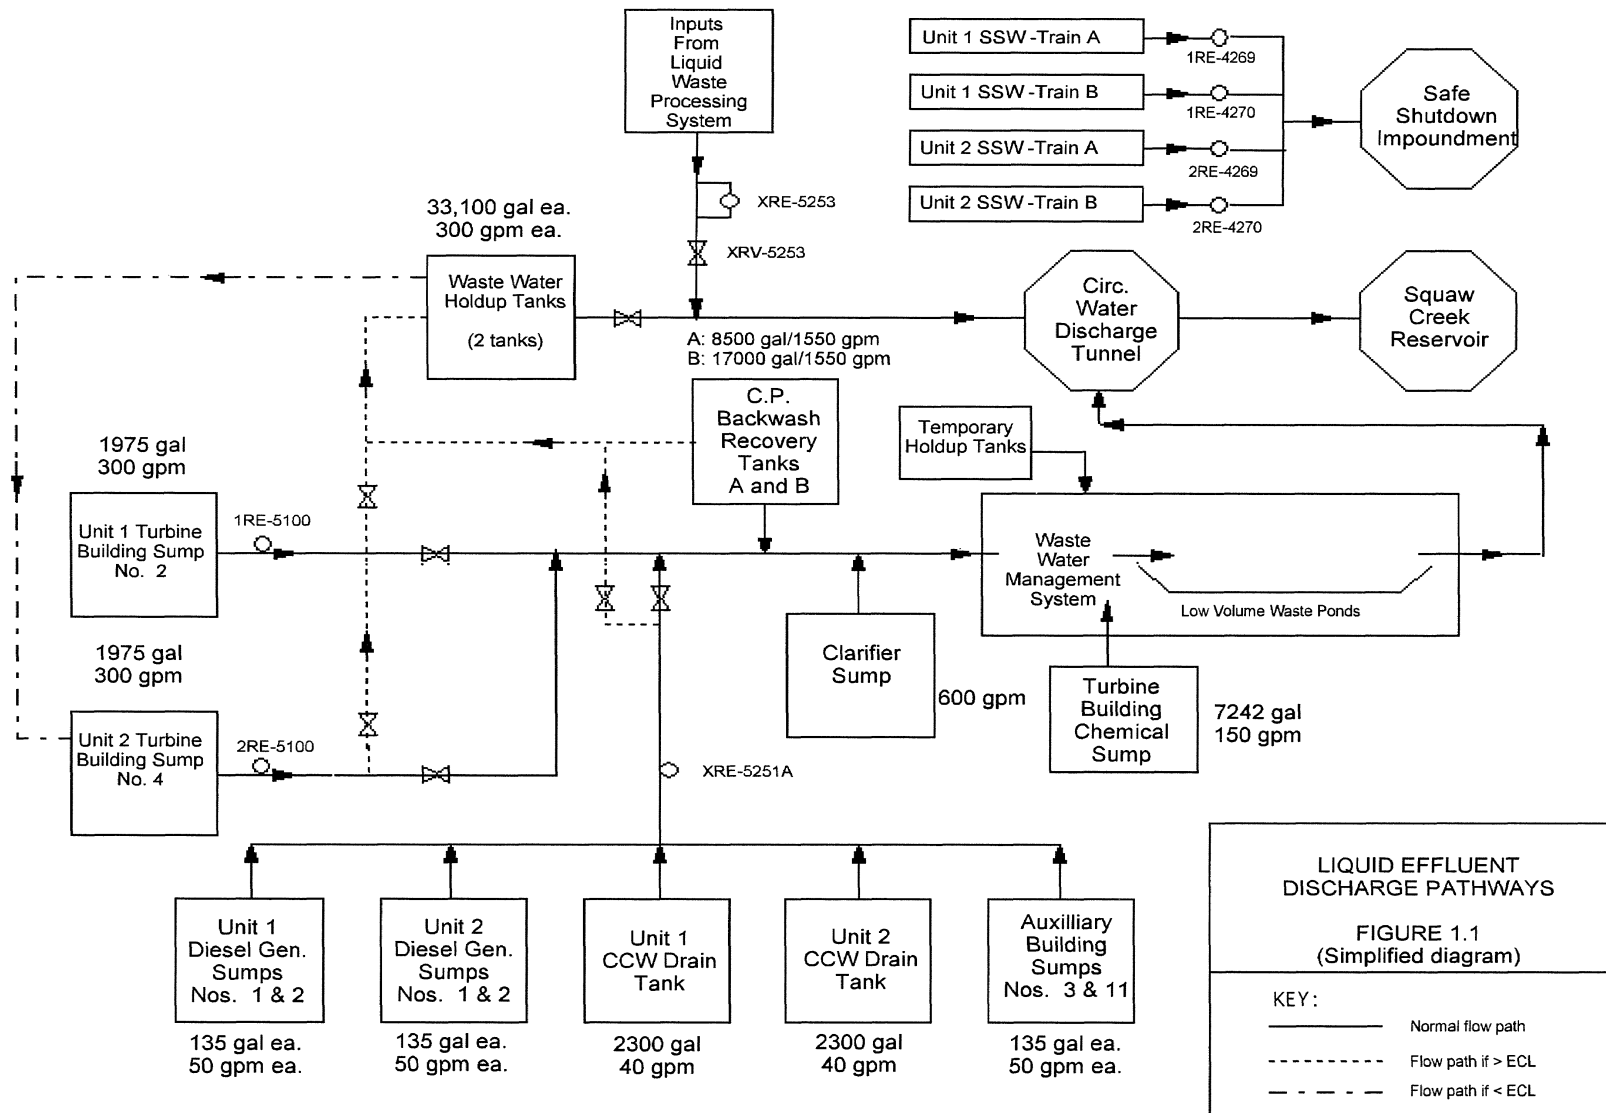 Inputs
From
Liquid
Waste
Processing
System
Unit 1 SSW -Train A
1RE-4269
Unit 1 SSW -Train B
1RE-4270
Unit 2 SSW -Train A
2RE-4269
Unit 2 SSW -Train B
2RE-4270
Safe
Shutdown
Impoundment
XRE-5253
XRV-5253
33,100 gal ea.
300 gpm ea.
Waste Water
Holdup Tanks
(2 tanks)
A: 8500 gal/1550 gpm
B: 17000 gal/1550 gpm
Circ.
Water
Discharge
Tunnel
Squaw
Creek
Reservoir
C.P.
Backwash
Recovery
Tanks
A and B
Temporary
Holdup Tanks
1975 gal
300 gpm
Unit 1 Turbine
Building Sump
No. 2
1RE-5100
Waste
Water
Management
System
Low Volume Waste Ponds
1975 gal
300 gpm
Unit 2 Turbine
Building Sump
No. 4
2RE-5100
Clarifier
Sump
600 gpm
Turbine
Building
Chemical
Sump
7242 gal
150 gpm
XRE-5251A
Unit 1
Diesel Gen.
Sumps
Nos. 1 & 2
135 gal ea.
50 gpm ea.
Unit 2
Diesel Gen.
Sumps
Nos. 1 & 2
135 gal ea.
50 gpm ea.
Unit 1
CCW Drain
Tank
2300 gal
40 gpm
Unit 2
CCW Drain
Tank
2300 gal
40 gpm
Auxilliary
Building
Sumps
Nos. 3 & 11
135 gal ea.
50 gpm ea.
LIQUID EFFLUENT
DISCHARGE PATHWAYS
FIGURE 1.1
(Simplified diagram)
KEY:
Normal flow path
Flow path if > ECL
Flow path if < ECL